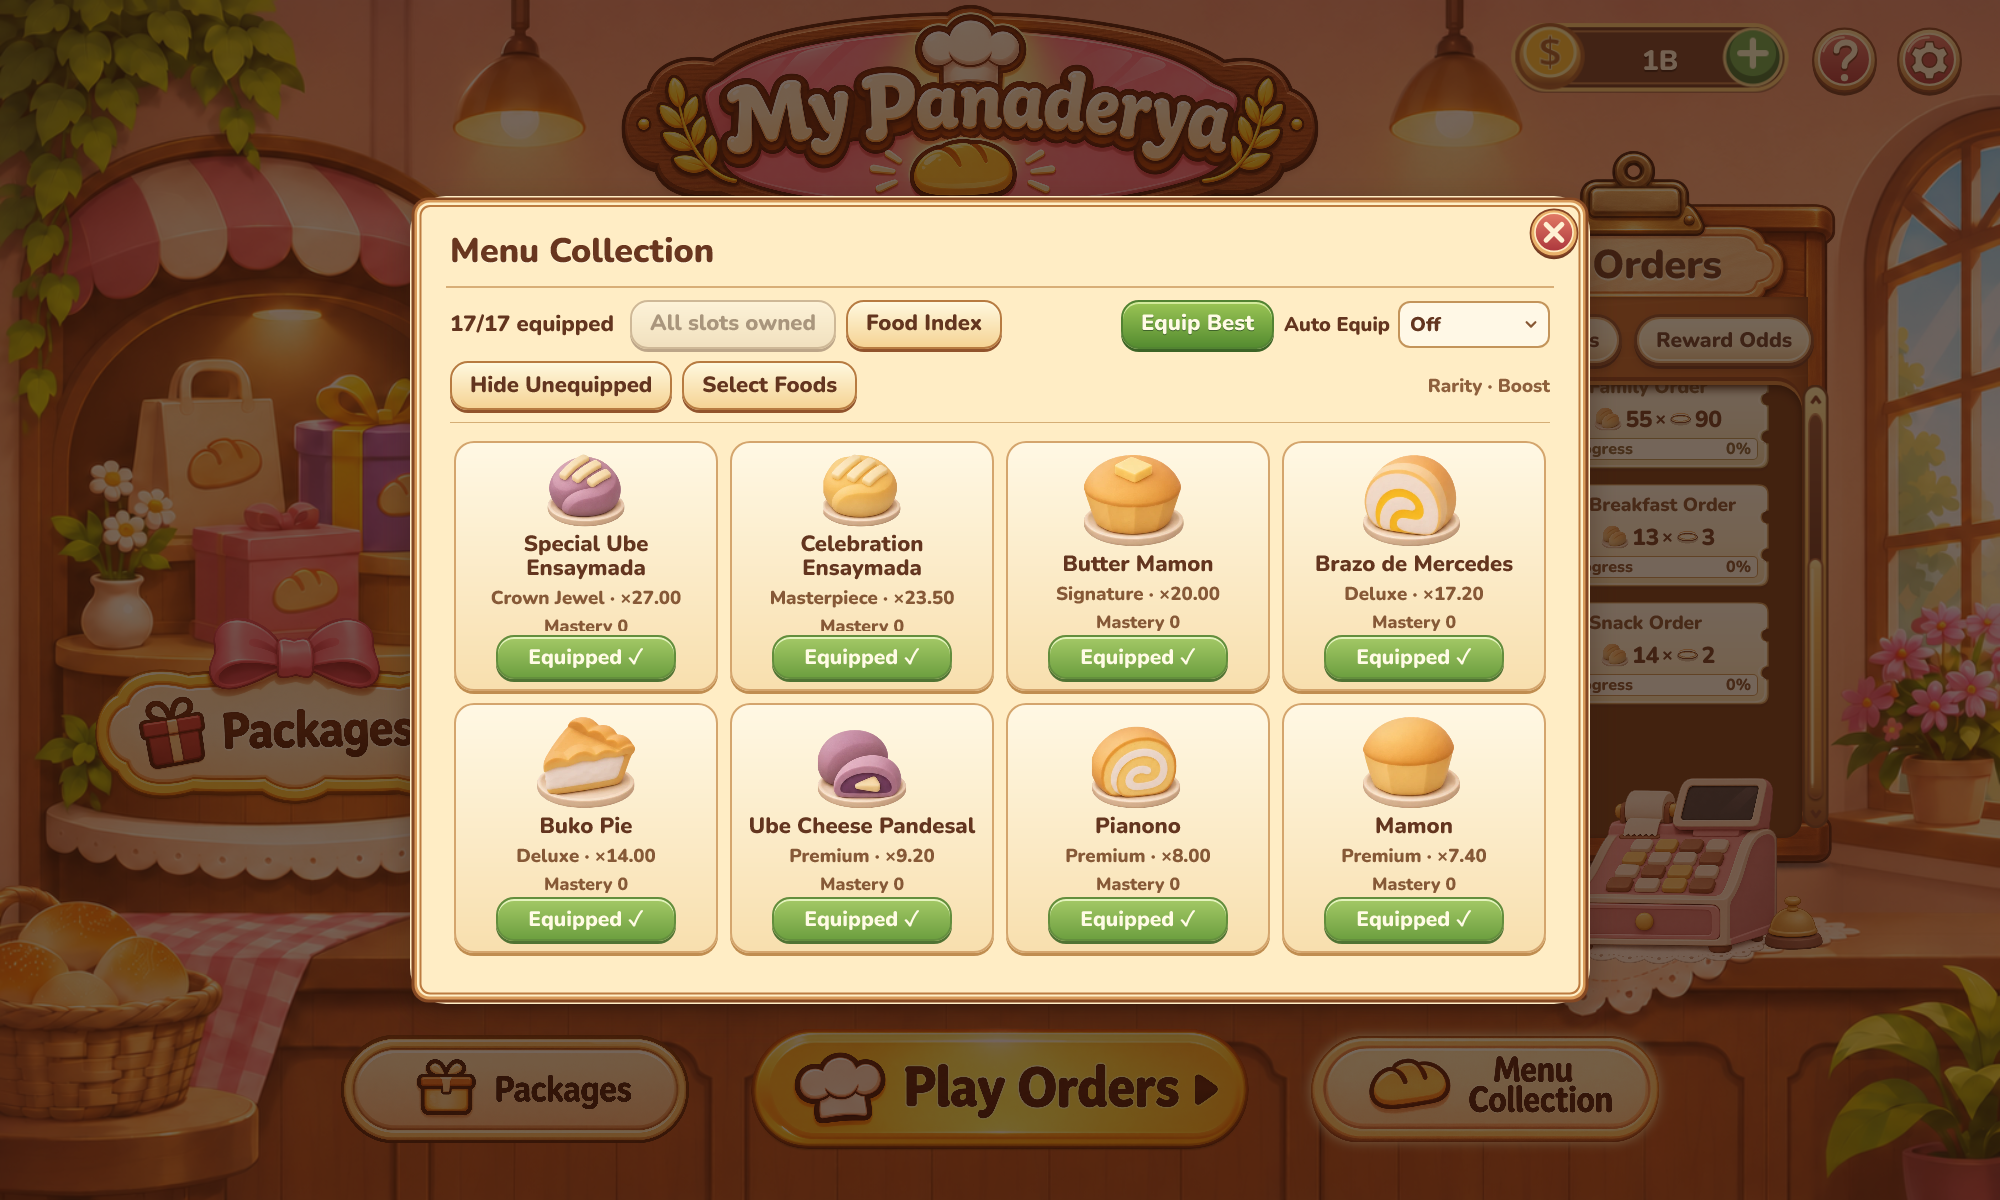 My Panaderya
$ 1B + ?
Menu Collection
17/17 equipped
All slots owned
Food Index
Equip Best
Auto Equip
Off
Hide Unequipped
Select Foods
Rarity · Boost
Special Ube
Ensaymada
Crown Jewel · ×27.00
Mastery 0
Equipped ✓
Celebration
Ensaymada
Masterpiece · ×23.50
Mastery 0
Equipped ✓
Butter Mamon
Signature · ×20.00
Mastery 0
Equipped ✓
Brazo de Mercedes
Deluxe · ×17.20
Mastery 0
Equipped ✓
Buko Pie
Deluxe · ×14.00
Mastery 0
Equipped ✓
Ube Cheese Pandesal
Premium · ×9.20
Mastery 0
Equipped ✓
Pianono
Premium · ×8.00
Mastery 0
Equipped ✓
Mamon
Premium · ×7.40
Mastery 0
Equipped ✓
Orders
Reward Odds
Family Order
55× 90
gress 0%
Breakfast Order
13× 3
gress 0%
Snack Order
14× 2
gress 0%
Packages
Packages
Play Orders
Menu
Collection